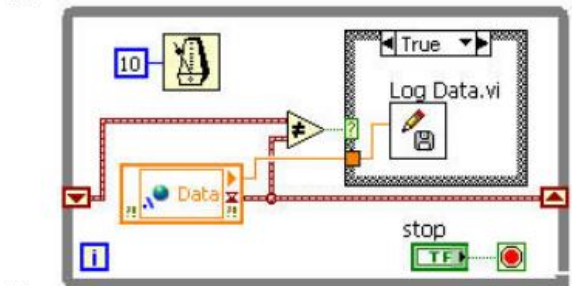 True
10
Log Data.vi
?
≠
Data
stop
i
TF